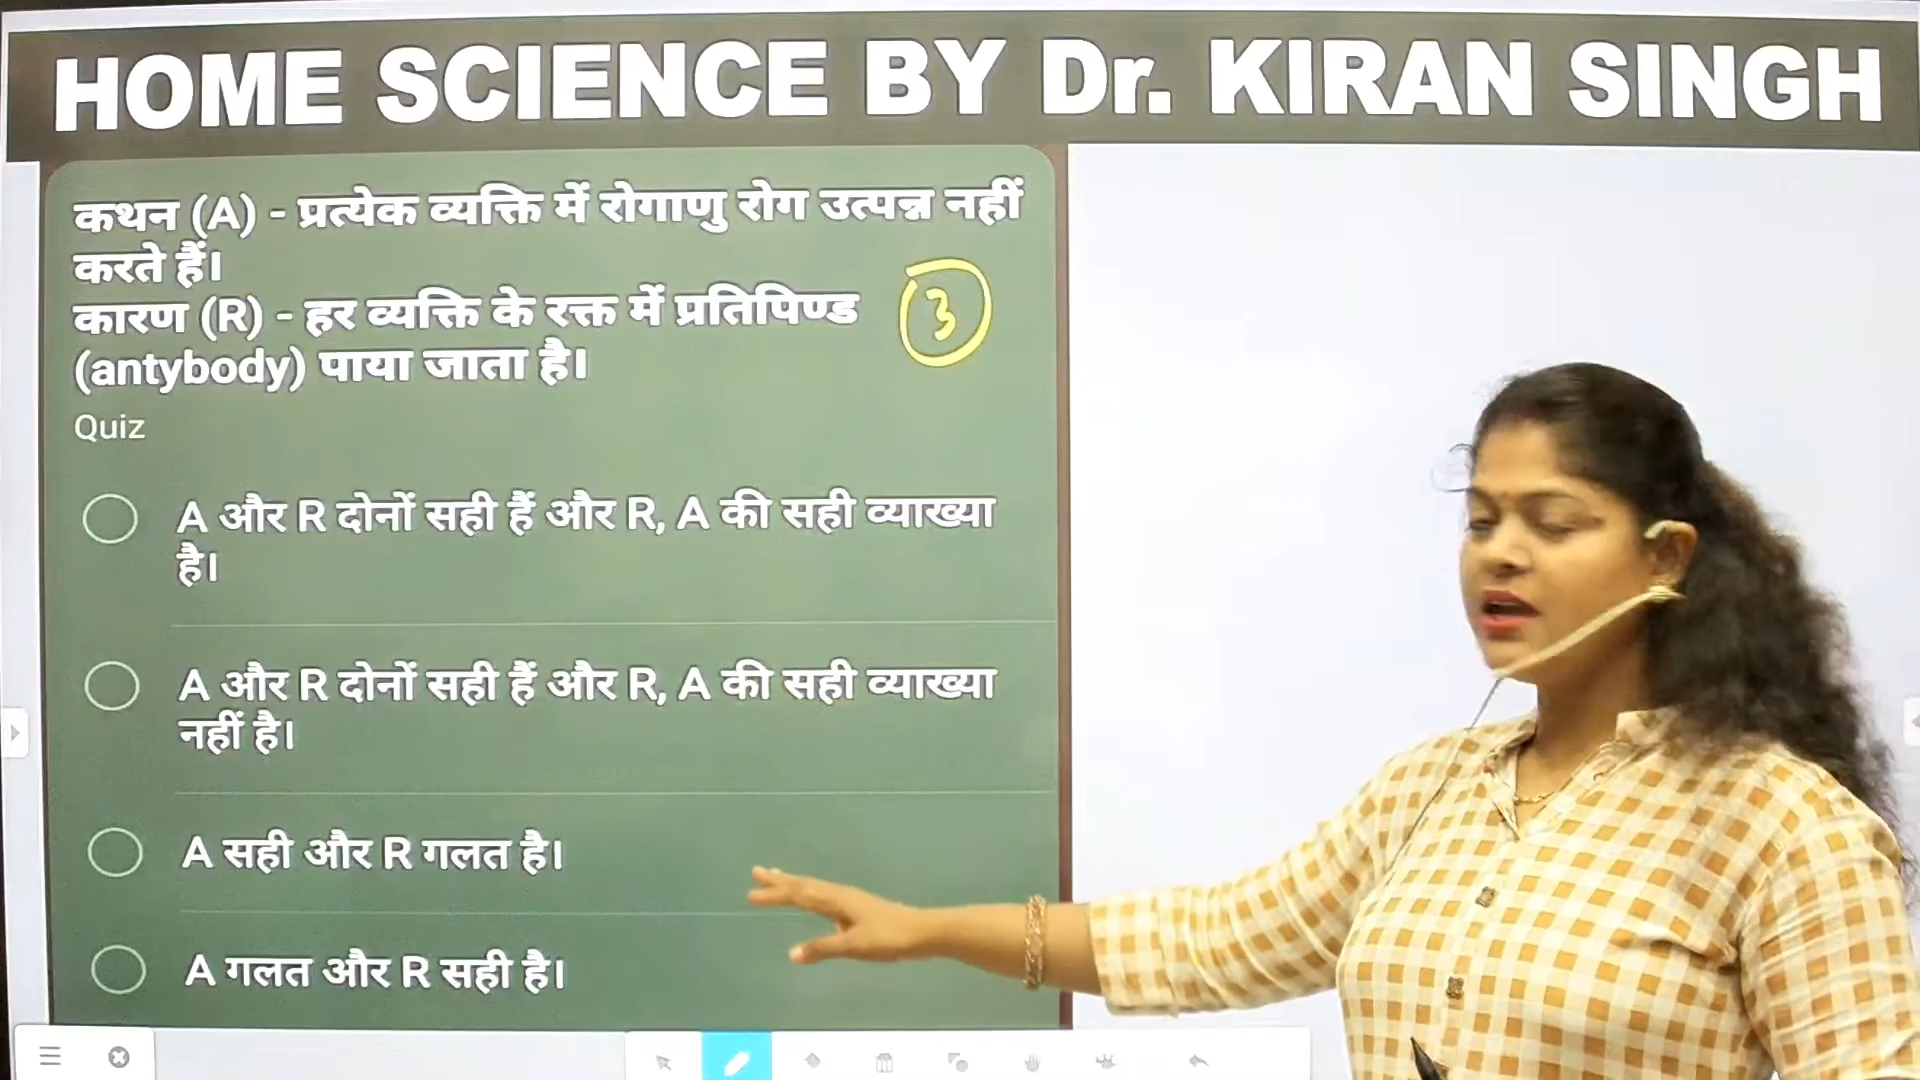 HOME SCIENCE BY Dr. KIRAN SINGH
कथन (A) - प्रत्येक व्यक्ति में रोगाणु रोग उत्पन्न नहीं
करते हैं।
कारण (R) - हर व्यक्ति के रक्त में प्रतिपिण्ड
(antybody) पाया जाता है।
3
Quiz
A और R दोनों सही हैं और R, A की सही व्याख्या
है।
A और R दोनों सही हैं और R, A की सही व्याख्या
नहीं है।
A सही और R गलत है।
A गलत और R सही है।